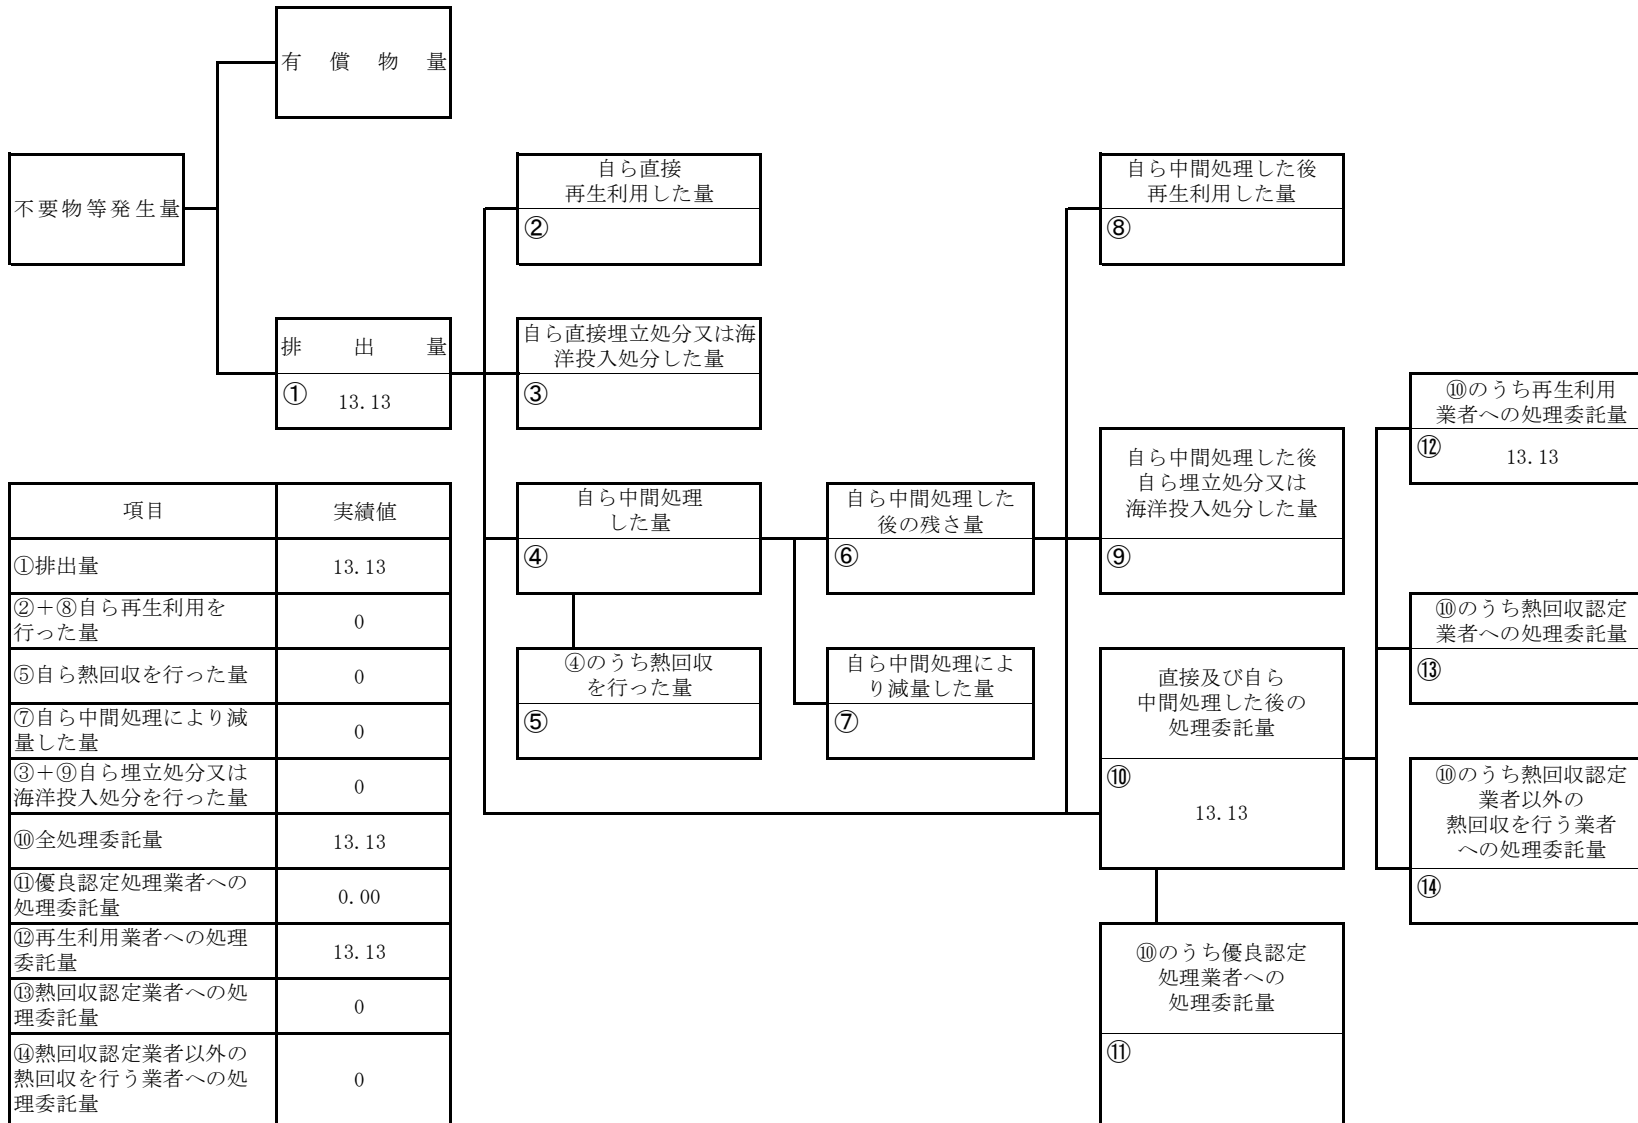 有償物量
不要物等発生量
排出量
①
13.13
自ら直接
再生利用した量
②
自ら直接埋立処分又は海
洋投入処分した量
③
自ら中間処理
した量
④
④のうち熱回収
を行った量
⑤
自ら中間処理した
後の残さ量
⑥
自ら中間処理によ
り減量した量
⑦
自ら中間処理した後
再生利用した量
⑧
自ら中間処理した後
自ら埋立処分又は
海洋投入処分した量
⑨
直接及び自ら
中間処理した後の
処理委託量
⑩
13.13
⑩のうち優良認定
処理業者への
処理委託量
⑪
⑩のうち再生利用
業者への処理委託量
⑫
13.13
⑩のうち熱回収認定
業者への処理委託量
⑬
⑩のうち熱回収認定
業者以外の
熱回収を行う業者
への処理委託量
⑭
項目 実績値
①排出量 13.13
②＋⑧自ら再生利用を
行った量 0
⑤自ら熱回収を行った量 0
⑦自ら中間処理により減
量した量 0
③＋⑨自ら埋立処分又は
海洋投入処分を行った量 0
⑩全処理委託量 13.13
⑪優良認定処理業者への
処理委託量 0.00
⑫再生利用業者への処理
委託量 13.13
⑬熱回収認定業者への処
理委託量 0
⑭熱回収認定業者以外の
熱回収を行う業者への処
理委託量 0